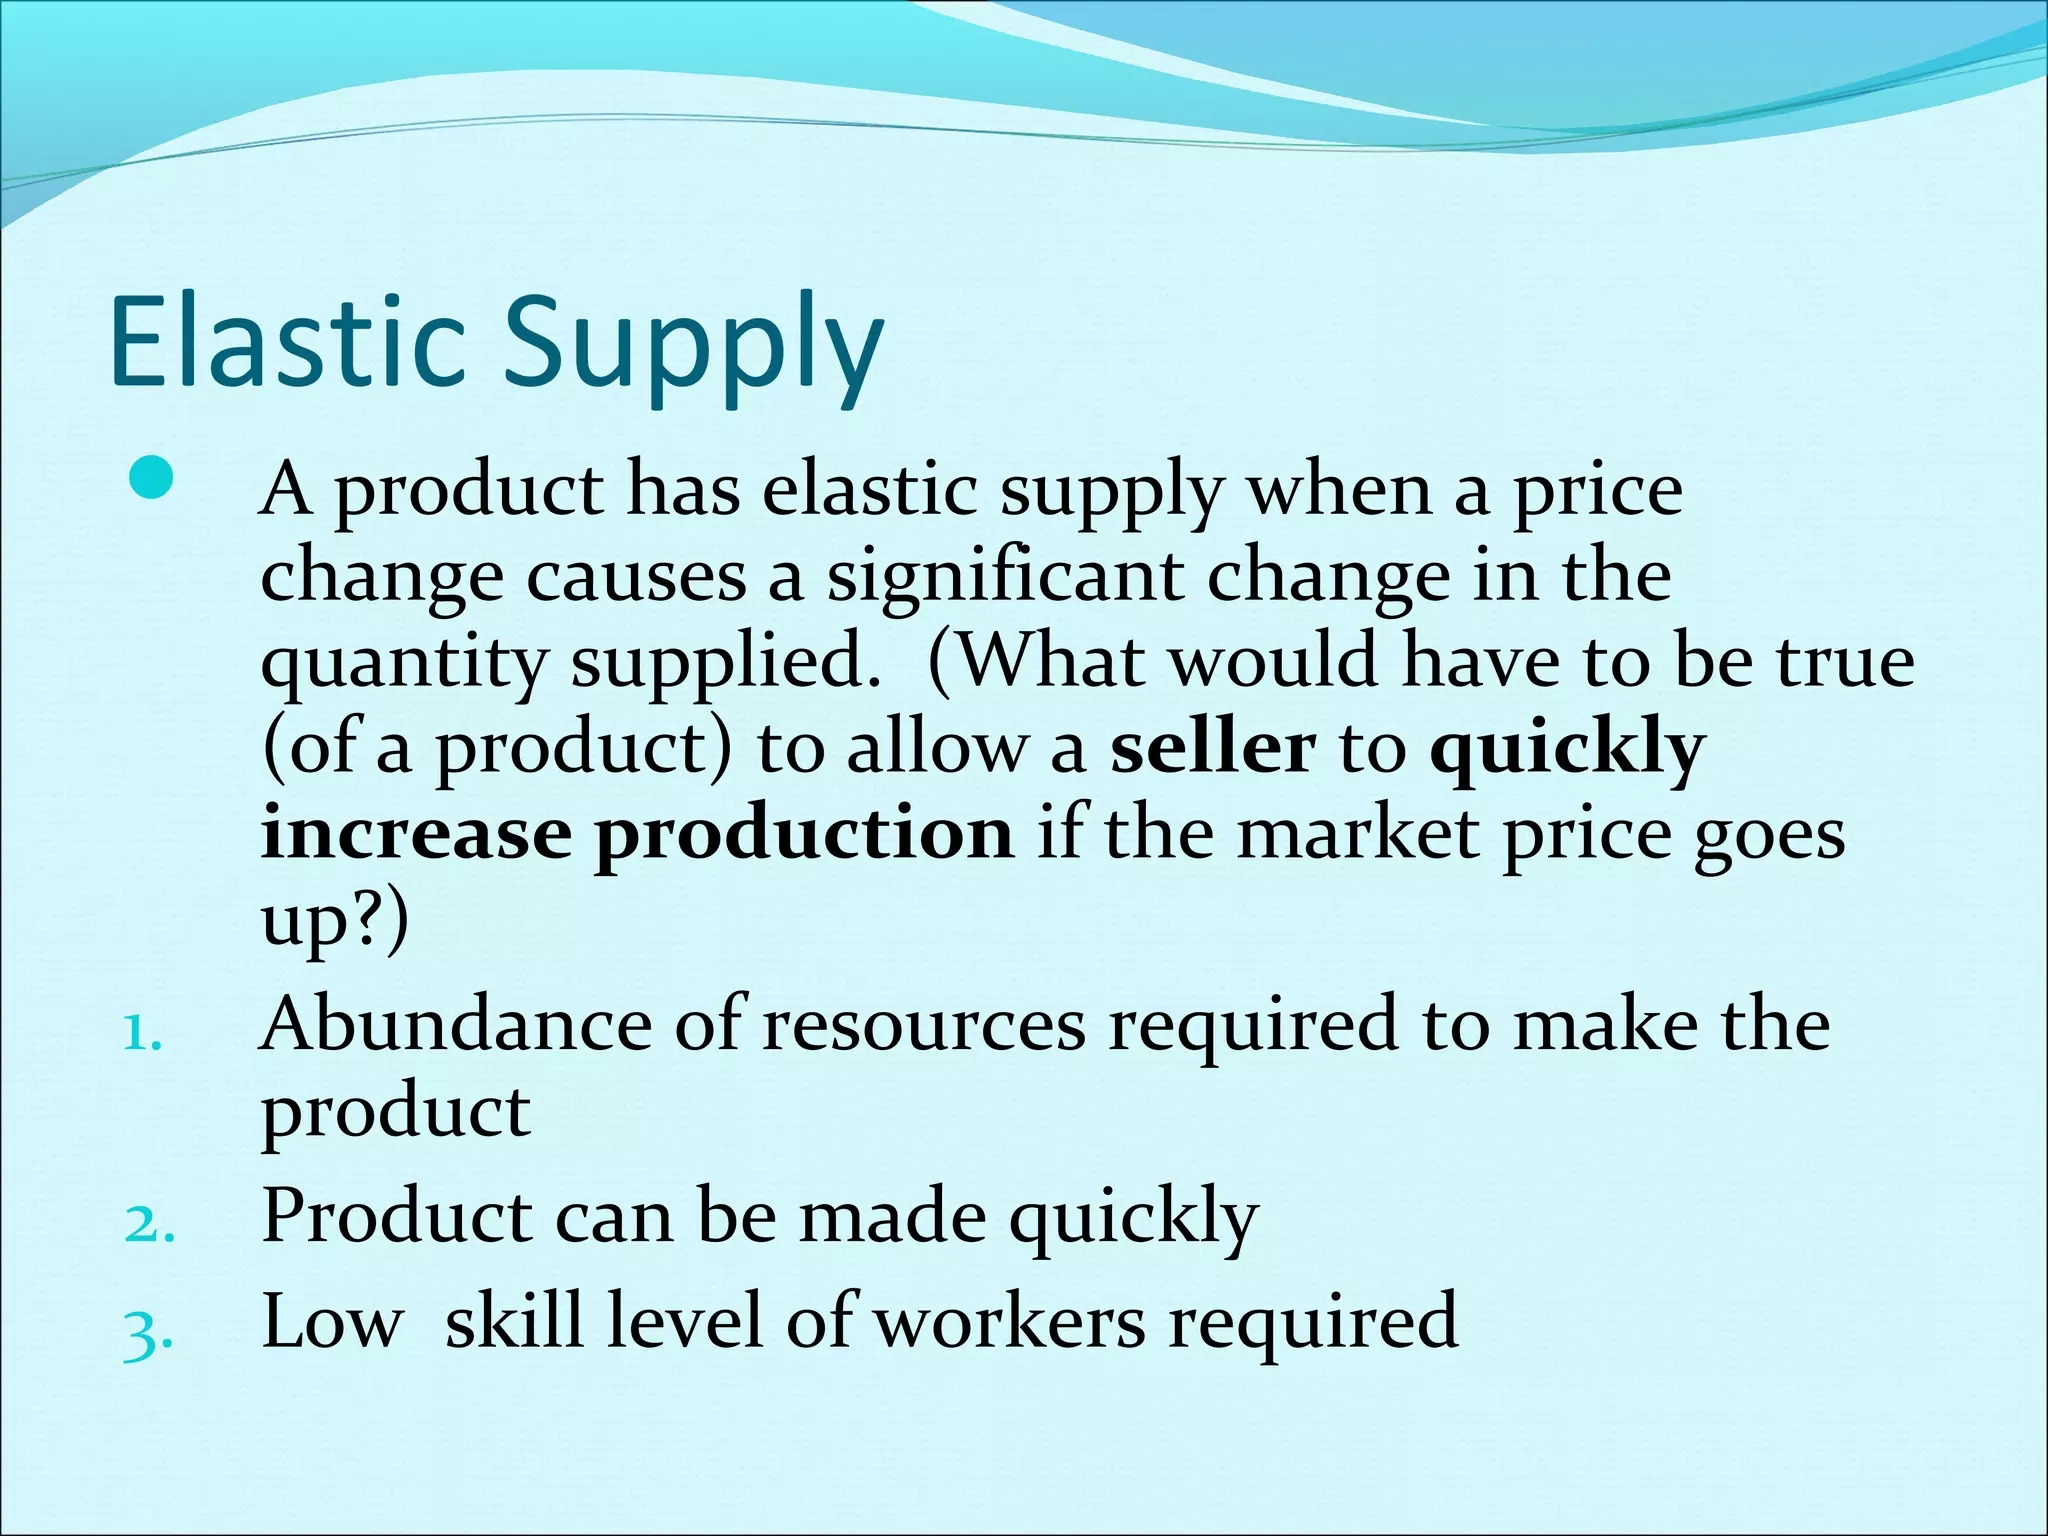 Elastic Supply
A product has elastic supply when a price
change causes a significant change in the
quantity supplied.  (What would have to be true
(of a product) to allow a seller to quickly
increase production if the market price goes
up?)
1. Abundance of resources required to make the
product
2. Product can be made quickly
3. Low  skill level of workers required